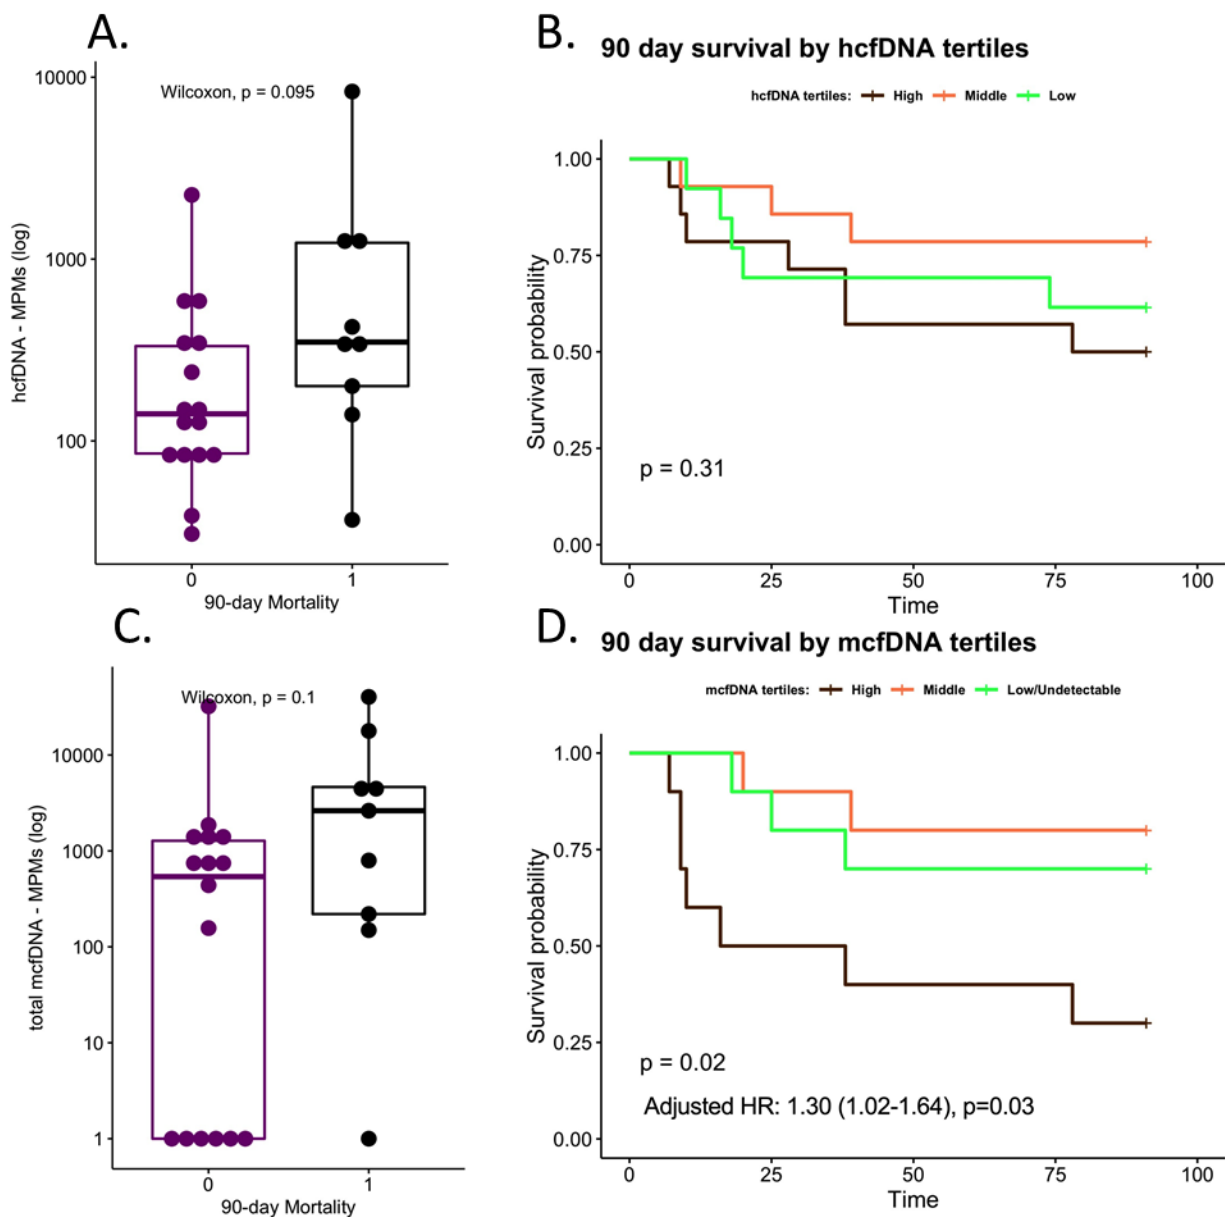 A.
Wilcoxon, p = 0.095
10000
1000
100
hcfDNA - MPMs (log)
0 1
90-day Mortality
B. 90 day survival by hcfDNA tertiles
hcfDNA tertiles: High Middle Low
1.00
0.75
0.50
0.25
0.00
Survival probability
p = 0.31
0 25 50 75 100
Time
C.
Wilcoxon, p = 0.1
10000
1000
100
10
1
total mcfDNA - MPMs (log)
0 1
90-day Mortality
D. 90 day survival by mcfDNA tertiles
mcfDNA tertiles: High Middle Low/Undetectable
1.00
0.75
0.50
0.25
0.00
Survival probability
p = 0.02
Adjusted HR: 1.30 (1.02-1.64), p=0.03
0 25 50 75 100
Time